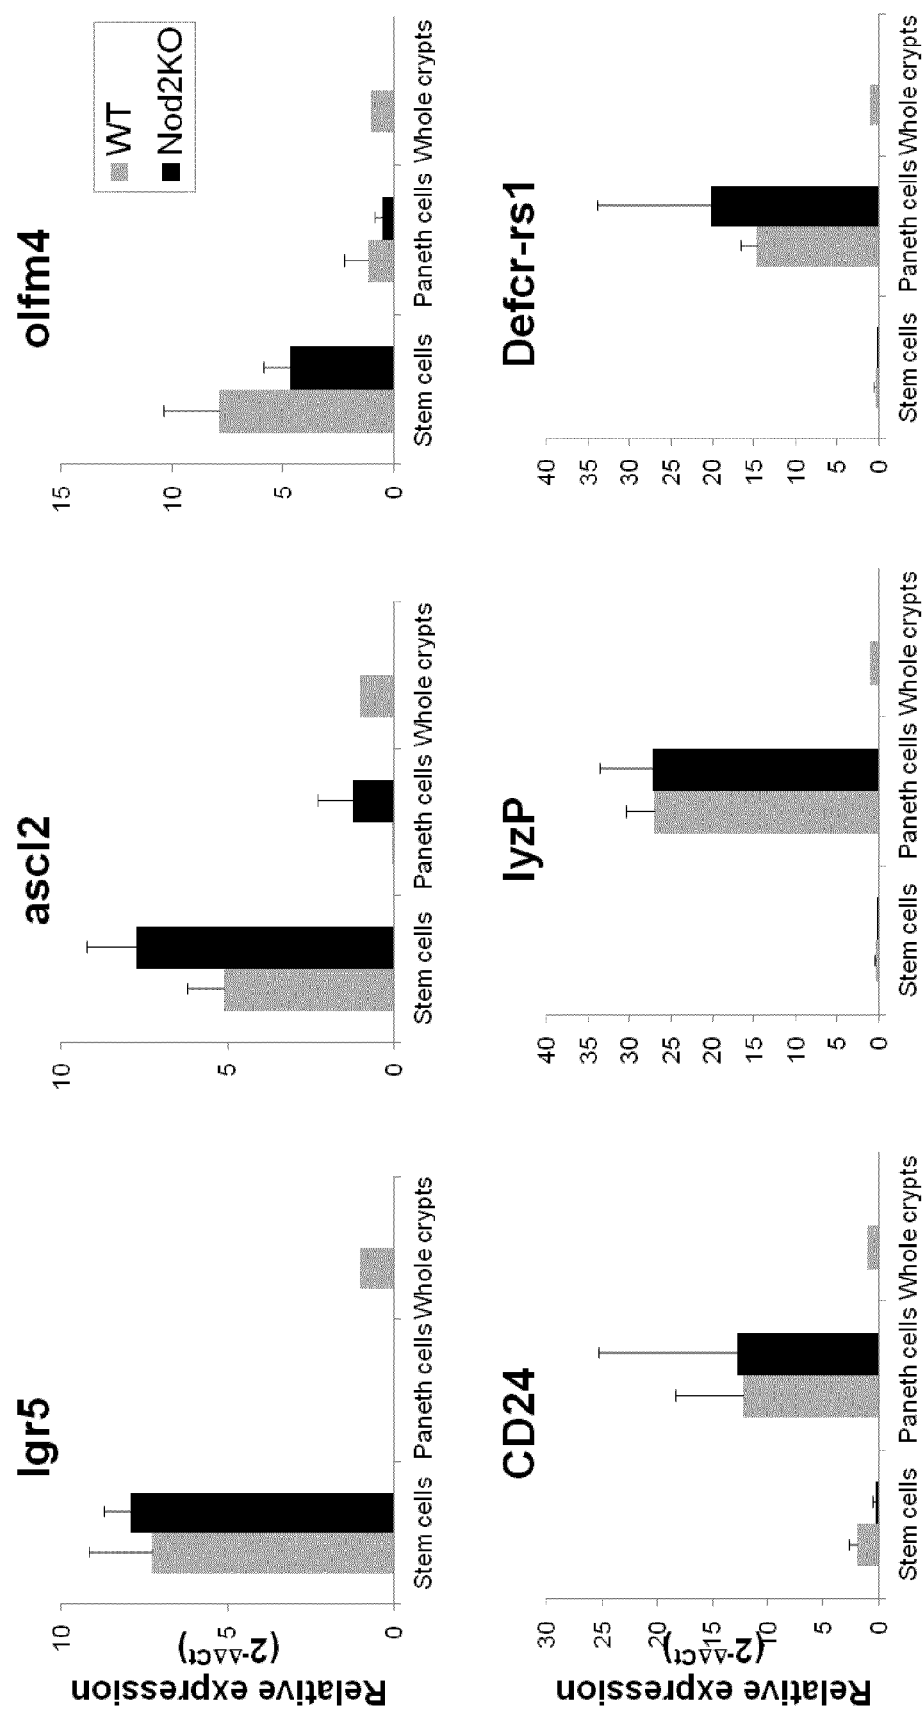 lgr5
Relative expression
(2-ΔΔCt)
10
5
0
Stem cells Paneth cells Whole crypts
ascl2
10
5
0
Stem cells Paneth cells Whole crypts
olfm4
WT
Nod2KO
15
10
5
0
Stem cells Paneth cells Whole crypts
CD24
Relative expression
(2-ΔΔCt)
30
25
20
15
10
5
0
Stem cells Paneth cells Whole crypts
lyzP
40
35
30
25
20
15
10
5
0
Stem cells Paneth cells Whole crypts
Defcr-rs1
40
35
30
25
20
15
10
5
0
Stem cells Paneth cells Whole crypts